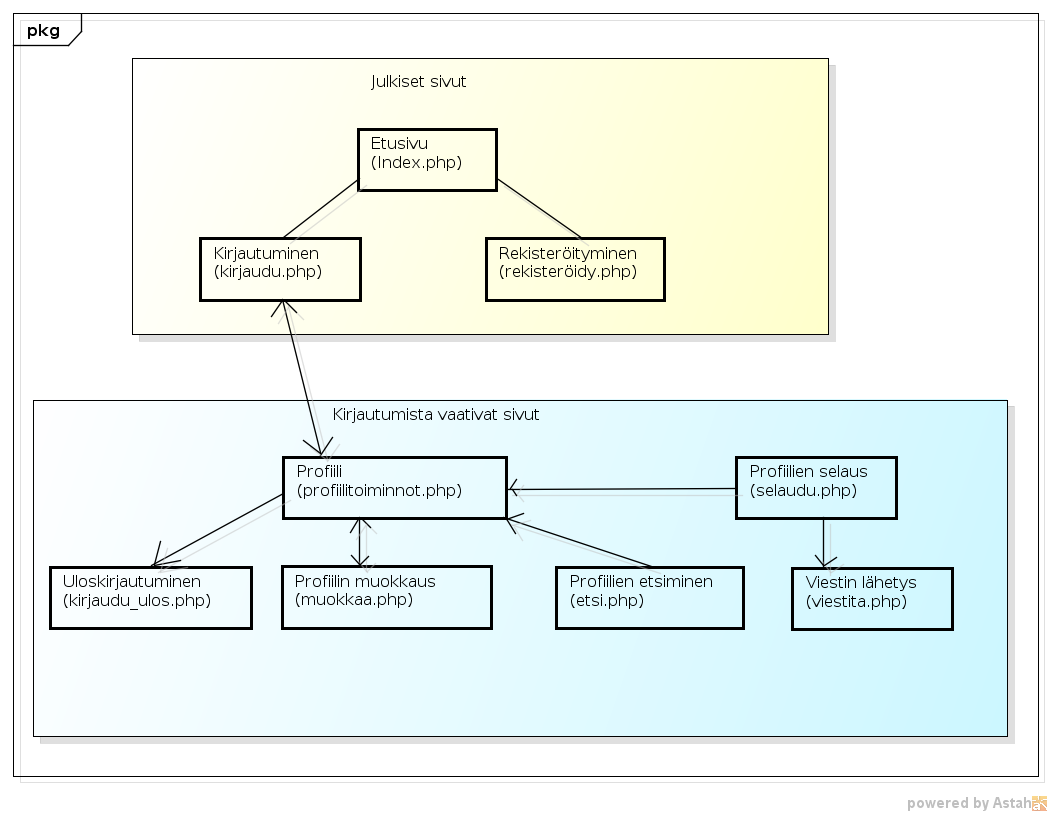 pkg
Julkiset sivut
Etusivu
(Index.php)
Kirjautuminen
(kirjaudu.php)
Rekisteröityminen
(rekisteröidy.php)
Kirjautumista vaativat sivut
Profiili
(profiilitoiminnot.php)
Profiilien selaus
(selaudu.php)
Uloskirjautuminen
(kirjaudu_ulos.php)
Profiilin muokkaus
(muokkaa.php)
Profiilien etsiminen
(etsi.php)
Viestin lähetys
(viestita.php)
powered by Astah